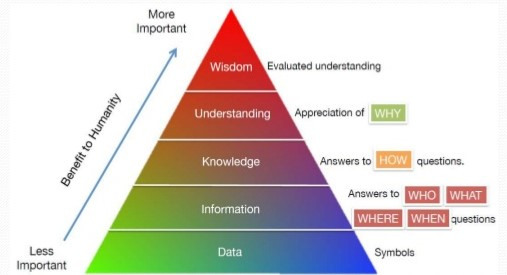 More
Important
Wisdom Evaluated understanding
Understanding Appreciation of WHY
Benefit to Humanity
Knowledge Answers to HOW questions.
Information Answers to WHO WHAT
WHERE WHEN questions
Less
Important
Data Symbols